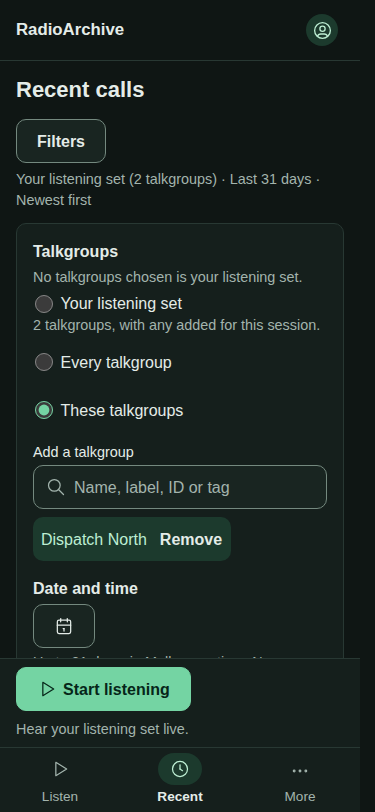 RadioArchive
Recent calls
Filters
Your listening set (2 talkgroups) · Last 31 days ·
Newest first
Talkgroups
No talkgroups chosen is your listening set.
Your listening set
2 talkgroups, with any added for this session.
Every talkgroup
These talkgroups
Add a talkgroup
Name, label, ID or tag
Dispatch North Remove
Date and time
Start listening
Hear your listening set live.
Listen Recent More